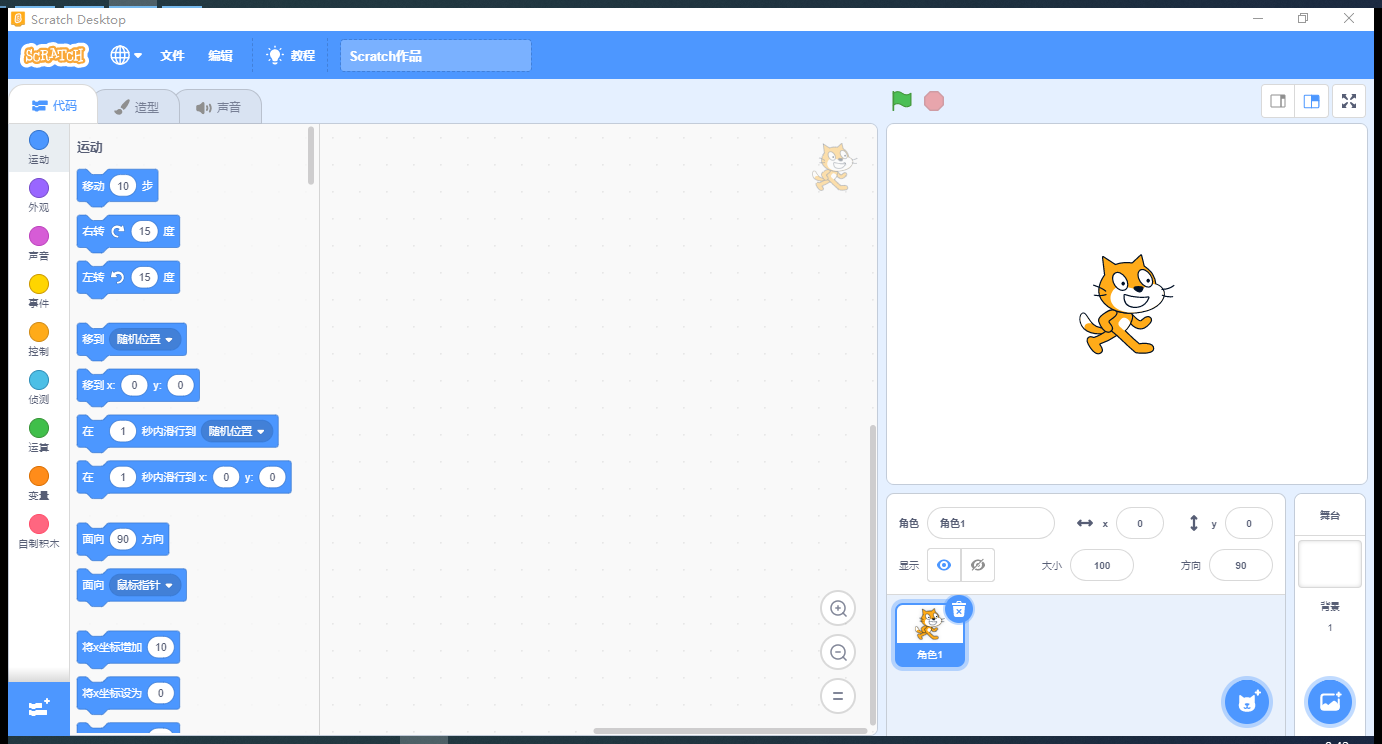 Scratch Desktop
SCRATCH 文件 编辑 教程 Scratch作品
代码 造型 声音
运动
外观
声音
事件
控制
侦测
运算
变量
自制积木
运动
移动 10 步
右转 15 度
左转 15 度
移到 随机位置
移到 x: 0 y: 0
在 1 秒内滑行到 随机位置
在 1 秒内滑行到 x: 0 y: 0
面向 90 方向
面向 鼠标指针
将x坐标增加 10
将x坐标设为 0
角色 角色1 x 0 y 0
显示 大小 100 方向 90
角色1
舞台
背景
1